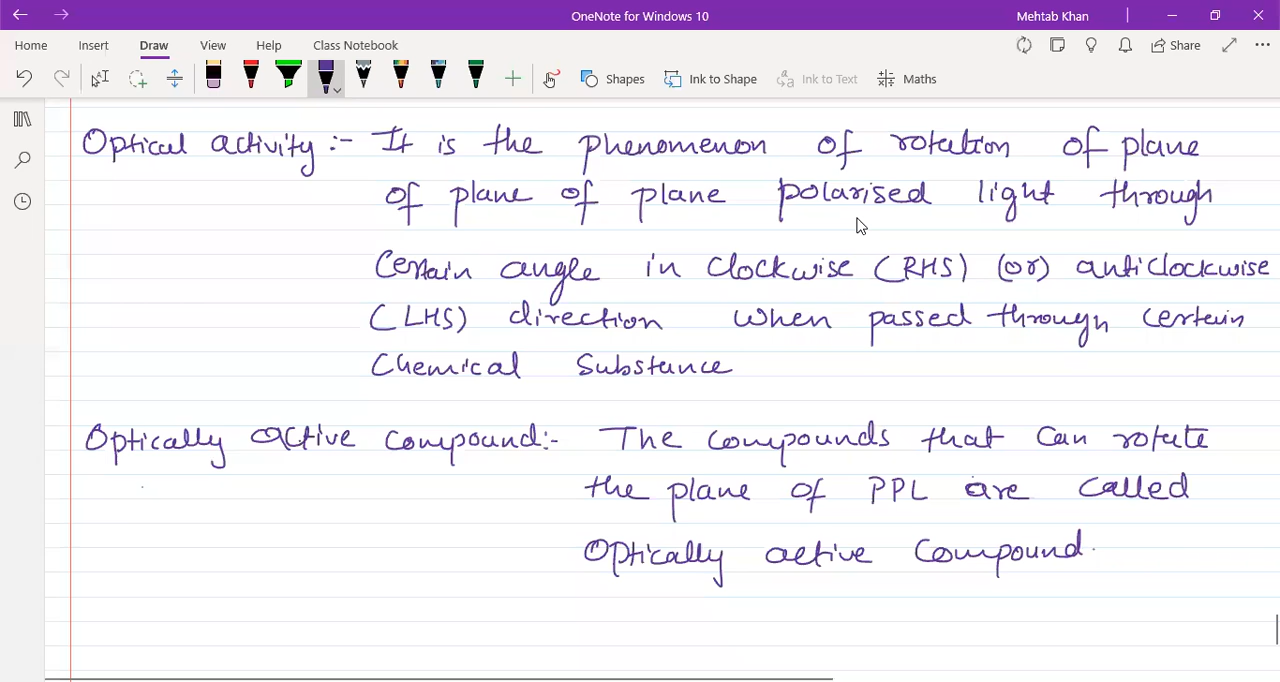 OneNote for Windows 10
Mehtab Khan
Home Insert Draw View Help Class Notebook
Share
Shapes Ink to Shape Ink to Text Maths
Optical activity :- It is the phenomenon of rotation of plane
of plane of plane polarised light through
Certain angle in clockwise (RHS) (or) anticlockwise
(LHS) direction when passed through certain
Chemical Substance
Optically active compound:- The compounds that can rotate
the plane of PPL are called
Optically active compound.